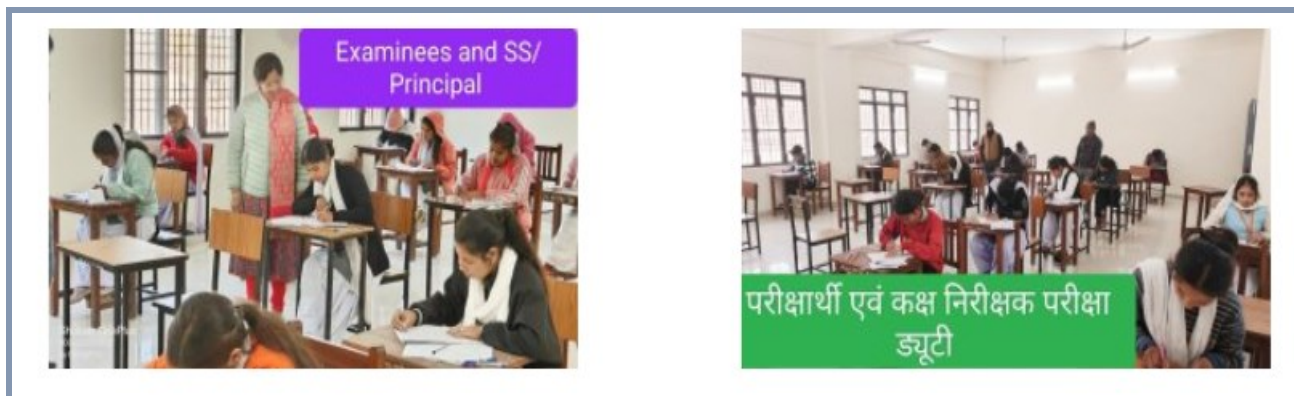 Examinees and SS/
Principal
परीक्षार्थी एवं कक्ष निरीक्षक परीक्षा
ड्यूटी